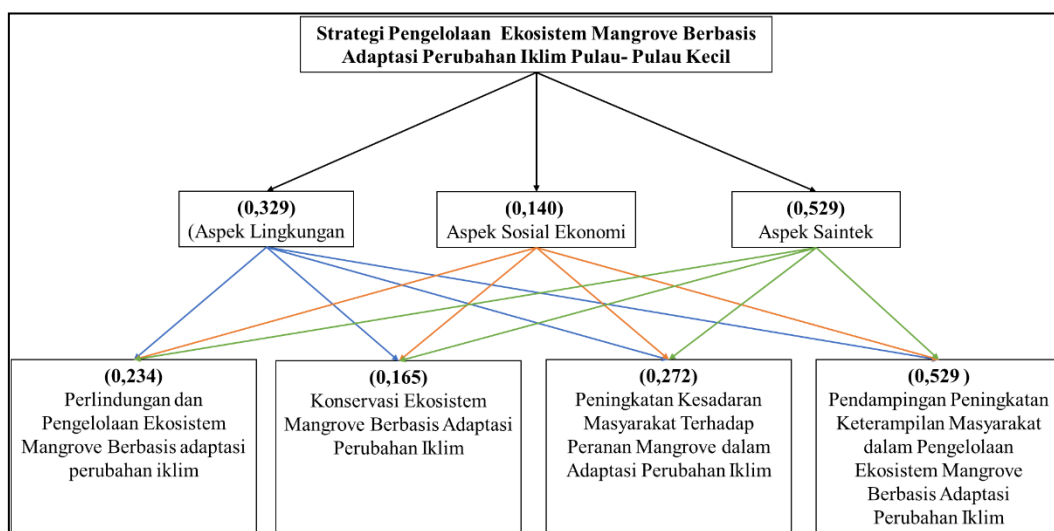 Strategi Pengelolaan Ekosistem Mangrove Berbasis
Adaptasi Perubahan Iklim Pulau- Pulau Kecil
(0,329)
(Aspek Lingkungan
(0,140)
Aspek Sosial Ekonomi
(0,529)
Aspek Saintek
(0,234)
Perlindungan dan
Pengelolaan Ekosistem
Mangrove Berbasis adaptasi
perubahan iklim
(0,165)
Konservasi Ekosistem
Mangrove Berbasis Adaptasi
Perubahan Iklim
(0,272)
Peningkatan Kesadaran
Masyarakat Terhadap
Peranan Mangrove dalam
Adaptasi Perubahan Iklim
(0,529 )
Pendampingan Peningkatan
Keterampilan Masyarakat
dalam Pengelolaan
Ekosistem Mangrove
Berbasis Adaptasi
Perubahan Iklim